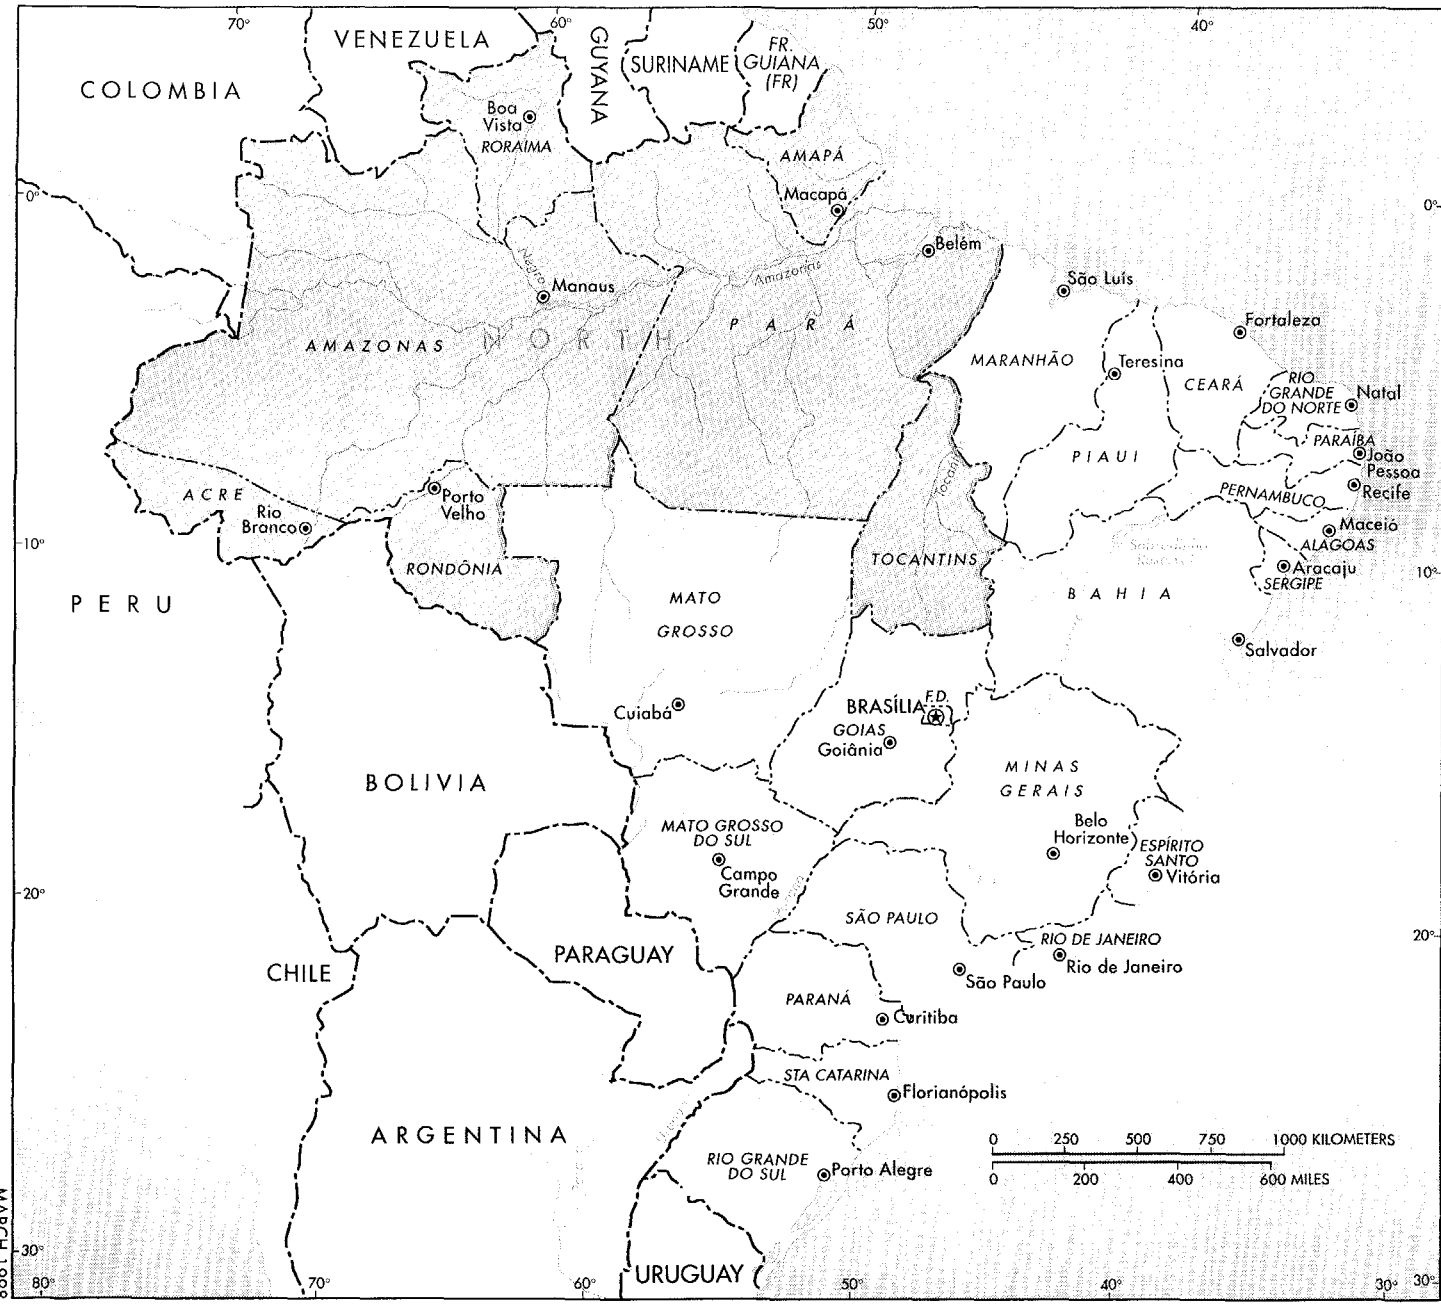 70°
60°
50°
40°
VENEZUELA
GUYANA
SURINAME
FR.
GUIANA
(FR)
COLOMBIA
Boa
Vista
RORAIMA
AMAPÁ
Macapá
0°
0°
Belém
Negro
Amazonas
Manaus
São Luís
PARÁ
NORTH
AMAZONAS
Fortaleza
MARANHÃO
Teresina
CEARÁ
RIO
GRANDE
DO NORTE
Natal
PARAÍBA
João
Pessoa
PIAUI
Recife
PERNAMBUCO
ACRE
Rio
Branco
Porto
Velho
Maceió
ALAGOAS
Aracaju
SERGIPE
10°
10°
RONDÔNIA
TOCANTINS
PERU
MATO
GROSSO
BAHIA
Salvador
Cuiabá
F.D.
BRASÍLIA
GOIAS
Goiânia
MINAS
GERAIS
BOLIVIA
MATO GROSSO
DO SUL
Campo
Grande
Belo
Horizonte
ESPÍRITO
SANTO
Vitória
20°
20°
SÃO PAULO
RIO DE JANEIRO
Rio de Janeiro
São Paulo
PARAGUAY
CHILE
PARANÁ
Curitiba
STA CATARINA
Florianópolis
ARGENTINA
RIO GRANDE
DO SUL
Porto Alegre
0 250 500 750 1000 KILOMETERS
0 200 400 600 MILES
URUGUAY
30°
80°
70°
60°
50°
40°
30°
30°